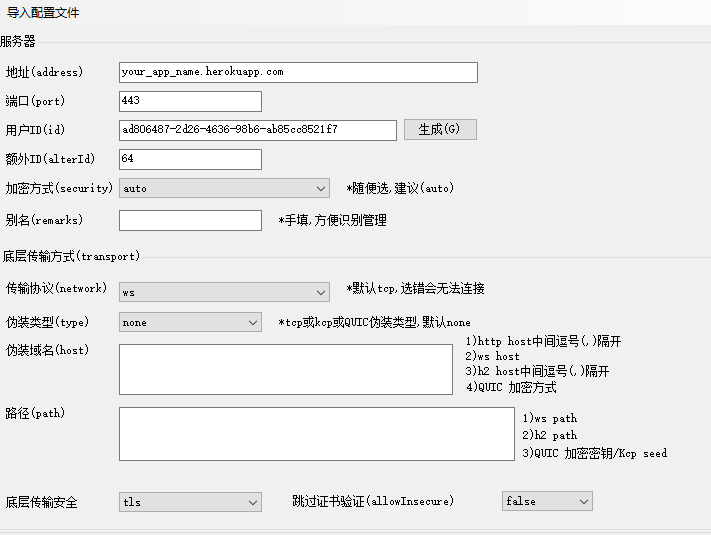 导入配置文件
服务器
地址(address) your_app_name.herokuapp.com
端口(port) 443
用户ID(id) ad806487-2d26-4636-98b6-ab85cc8521f7 生成(G)
额外ID(alterId) 64
加密方式(security) auto *随便选,建议(auto)
别名(remarks) *手填,方便识别管理
底层传输方式(transport)
传输协议(network) ws *默认tcp,选错会无法连接
伪装类型(type) none *tcp或kcp或QUIC伪装类型,默认none
伪装域名(host) 1)http host中间逗号(,)隔开
2)ws host
3)h2 host中间逗号(,)隔开
4)QUIC 加密方式
路径(path) 1)ws path
2)h2 path
3)QUIC 加密密钥/Kcp seed
底层传输安全 tls 跳过证书验证(allowInsecure) false